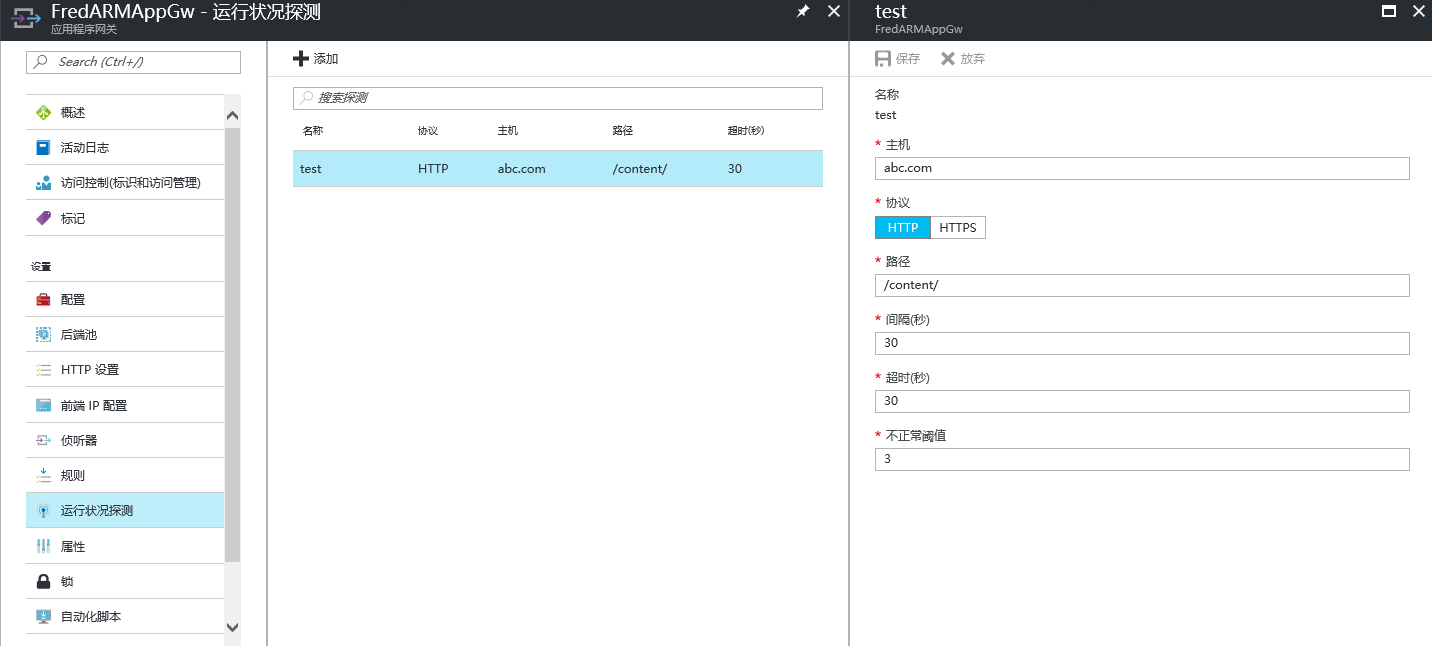 FredARMAppGw - 运行状况探测
应用程序网关
Search (Ctrl+/)
概述
活动日志
访问控制(标识和访问管理)
标记
设置
配置
后端池
HTTP 设置
前端 IP 配置
侦听器
规则
运行状况探测
属性
锁
自动化脚本
添加
搜索探测
名称 协议 主机 路径 超时(秒)
test HTTP abc.com /content/ 30
test
FredARMAppGw
保存 放弃
名称
test
* 主机
abc.com
* 协议
HTTP HTTPS
* 路径
/content/
* 间隔(秒)
30
* 超时(秒)
30
* 不正常阈值
3